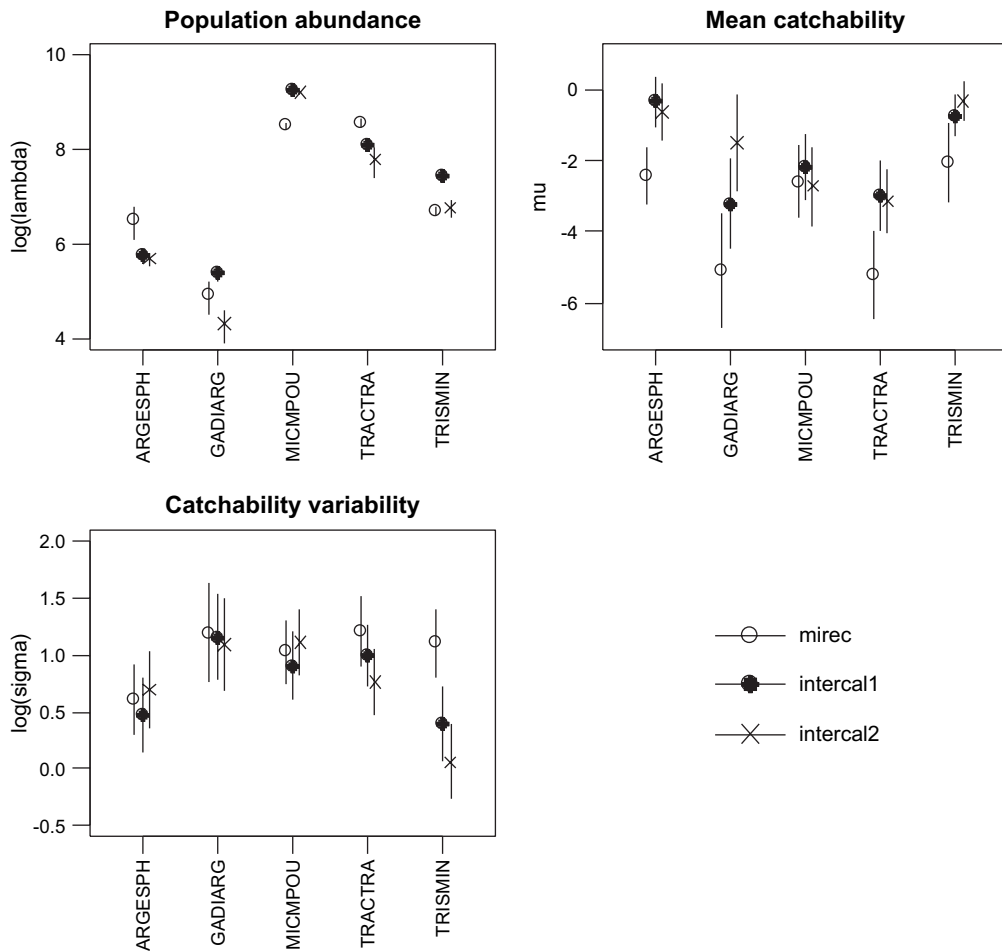 Population abundance
log(lambda)
10
8
6
4
ARGESPH
GADIARG
MICMPOU
TRACTRA
TRISMIN
Mean catchability
mu
0
-2
-4
-6
ARGESPH
GADIARG
MICMPOU
TRACTRA
TRISMIN
Catchability variability
log(sigma)
2.0
1.5
1.0
0.5
0.0
-0.5
ARGESPH
GADIARG
MICMPOU
TRACTRA
TRISMIN
mirec
intercal1
intercal2